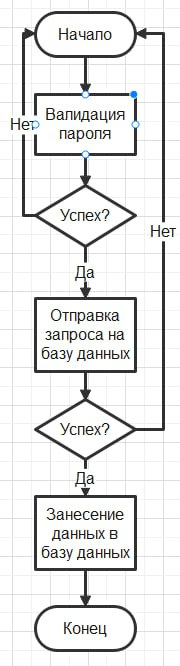 Начало
Валидация
пароля
Нет
Успех?
Нет
Да
Отправка
запроса на
базу данных
Успех?
Да
Занесение
данных в
базу данных
Конец